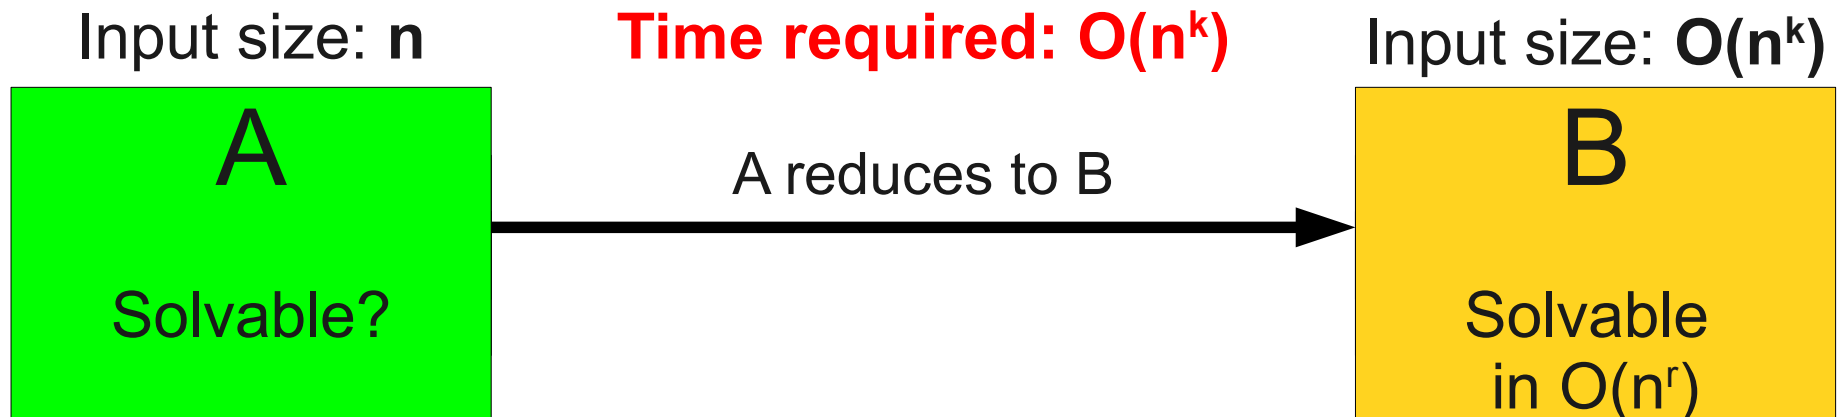 Input size: n
Time required: O(nᵏ)
Input size: O(nᵏ)
A
A reduces to B
B
Solvable?
Solvable
in O(nʳ)